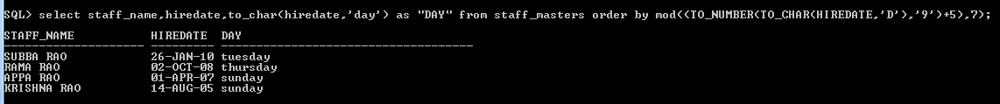 SQL> select staff_name,hiredate,to_char(hiredate,'day') as "DAY" from staff_masters order by mod((TO_NUMBER(TO_CHAR(HIREDATE,'D'),'9')+5),7);
STAFF_NAME HIREDATE DAY
-------------------- --------- ------------------------------------
SUBBA RAO 26-JAN-10 tuesday
RAMA RAO 02-OCT-08 thursday
APPA RAO 01-APR-07 sunday
KRISHNA RAO 14-AUG-05 sunday